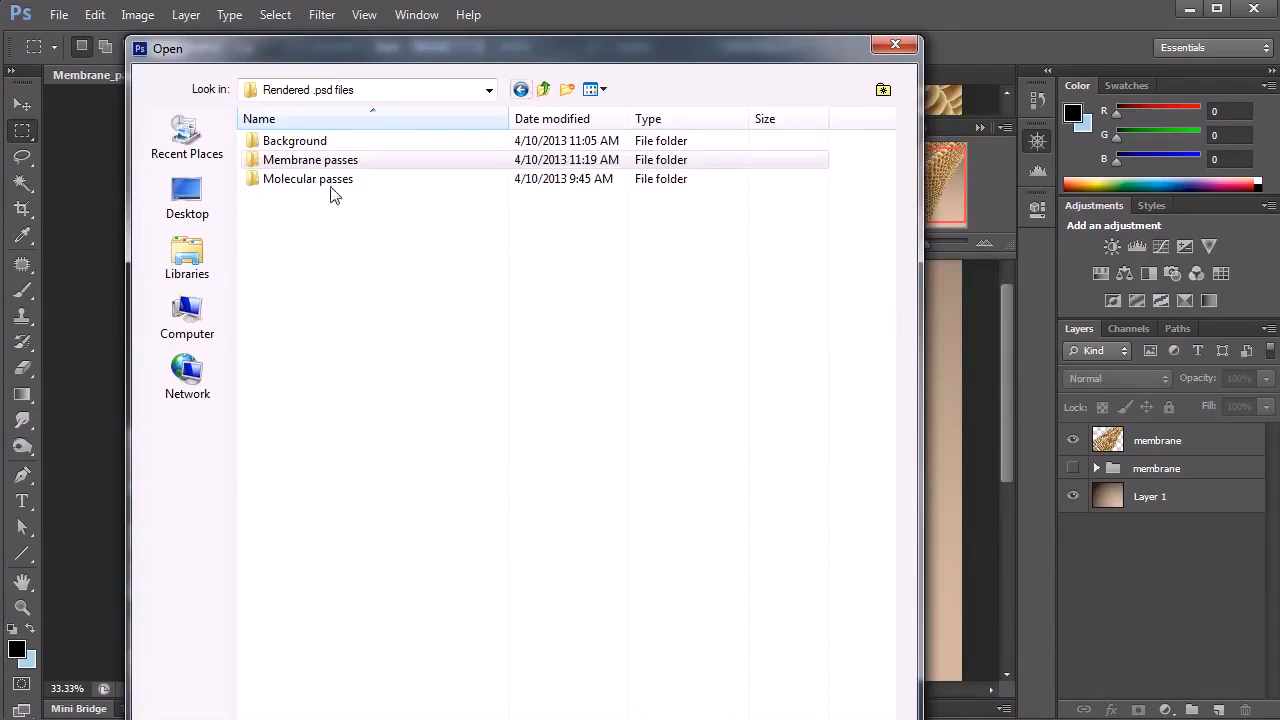 Ps File Edit Image Layer Type Select Filter View Window Help
Open
Essentials
Membrane_p
Look in: Rendered .psd files
Color Swatches
Name Date modified Type Size
R 0
G 0
B 0
Background 4/10/2013 11:05 AM File folder
Membrane passes 4/10/2013 11:19 AM File folder
Molecular passes 4/10/2013 9:45 AM File folder
Recent Places
Desktop
Libraries
Computer
Network
Adjustments Styles
Add an adjustment
Layers Channels Paths
Kind
Normal Opacity: 100%
Lock: Fill: 100%
membrane
membrane
Layer 1
33.33%
Mini Bridge